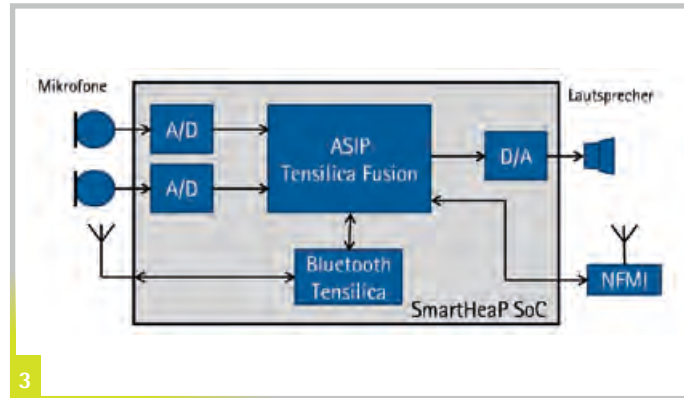 Mikrofone
Lautsprecher
A/D
ASIP
Tensilica Fusion
D/A
A/D
Bluetooth
Tensilica
NFMI
SmartHeaP SoC
3